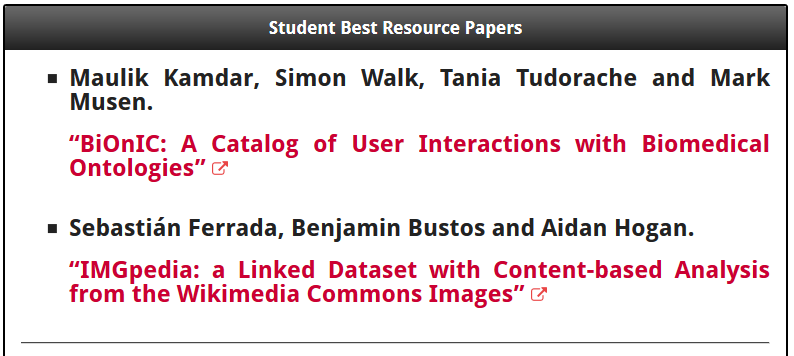 Student Best Resource Papers
Maulik Kamdar, Simon Walk, Tania Tudorache and Mark
Musen.
“BiOnIC: A Catalog of User Interactions with Biomedical
Ontologies”
Sebastián Ferrada, Benjamin Bustos and Aidan Hogan.
“IMGpedia: a Linked Dataset with Content-based Analysis
from the Wikimedia Commons Images”